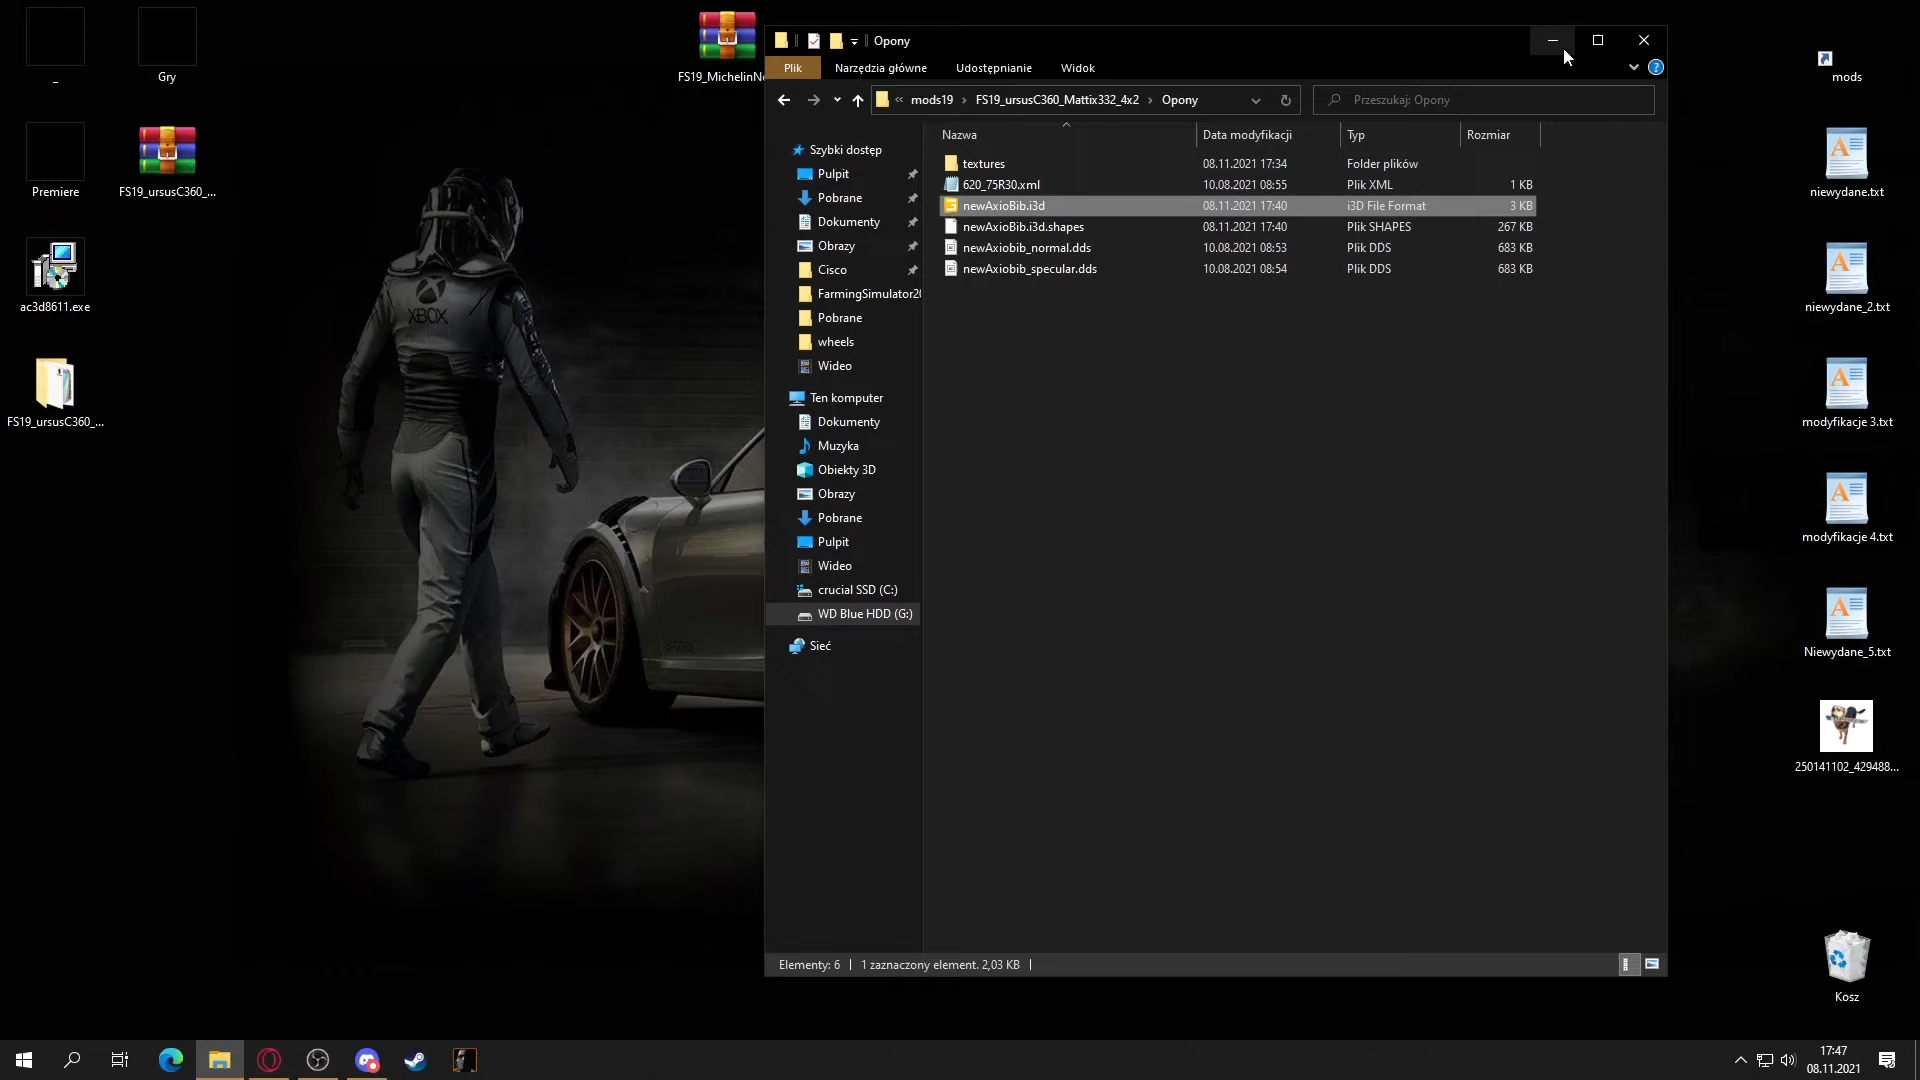 _
Gry
Premiere
FS19_ursusC360_...
ac3d8611.exe
FS19_ursusC360_...
XBOX
Opony
Plik
Narzędzia główne
Udostępnianie
Widok
mods19
FS19_ursusC360_Mattix332_4x2
Opony
Przeszukaj: Opony
Nazwa
Data modyfikacji
Typ
Rozmiar
textures 08.11.2021 17:34 Folder plików
620_75R30.xml 10.08.2021 08:55 Plik XML 1 KB
newAxioBib.i3d 08.11.2021 17:40 i3D File Format 3 KB
newAxioBib.i3d.shapes 08.11.2021 17:40 Plik SHAPES 267 KB
newAxiobib_normal.dds 10.08.2021 08:53 Plik DDS 683 KB
newAxiobib_specular.dds 10.08.2021 08:54 Plik DDS 683 KB
Szybki dostęp
Pulpit
Pobrane
Dokumenty
Obrazy
Cisco
Pobrane
wheels
Wideo
Ten komputer
Dokumenty
Muzyka
Obiekty 3D
Obrazy
Pobrane
Pulpit
Wideo
crucial SSD (C:)
WD Blue HDD (G:)
Sieć
Elementy: 6
1 zaznaczony element. 2,03 KB
mods
niewydane.txt
niewydane_2.txt
modyfikacje 3.txt
modyfikacje 4.txt
Niewydane_5.txt
250141102_429488...
Kosz
17:47
08.11.2021